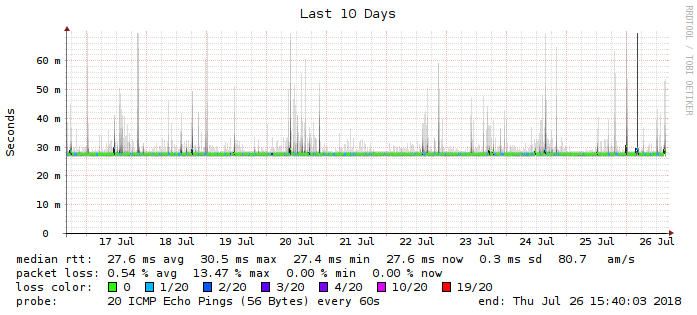 Last 10 Days
RRDTOOL / TOBI OETIKER
Seconds
60 m
50 m
40 m
30 m
20 m
10 m
0
17 Jul 18 Jul 19 Jul 20 Jul 21 Jul 22 Jul 23 Jul 24 Jul 25 Jul 26 Jul
median rtt: 27.6 ms avg 30.5 ms max 27.4 ms min 27.6 ms now 0.3 ms sd 80.7 am/s
packet loss: 0.54 % avg 13.47 % max 0.00 % min 0.00 % now
loss color: 0 1/20 2/20 3/20 4/20 10/20 19/20
probe: 20 ICMP Echo Pings (56 Bytes) every 60s end: Thu Jul 26 15:40:03 2018